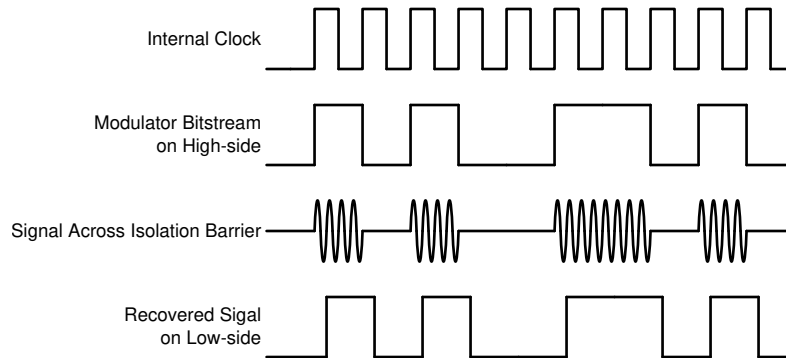 Internal Clock
Modulator Bitstream
on High-side
Signal Across Isolation Barrier
Recovered Sigal
on Low-side